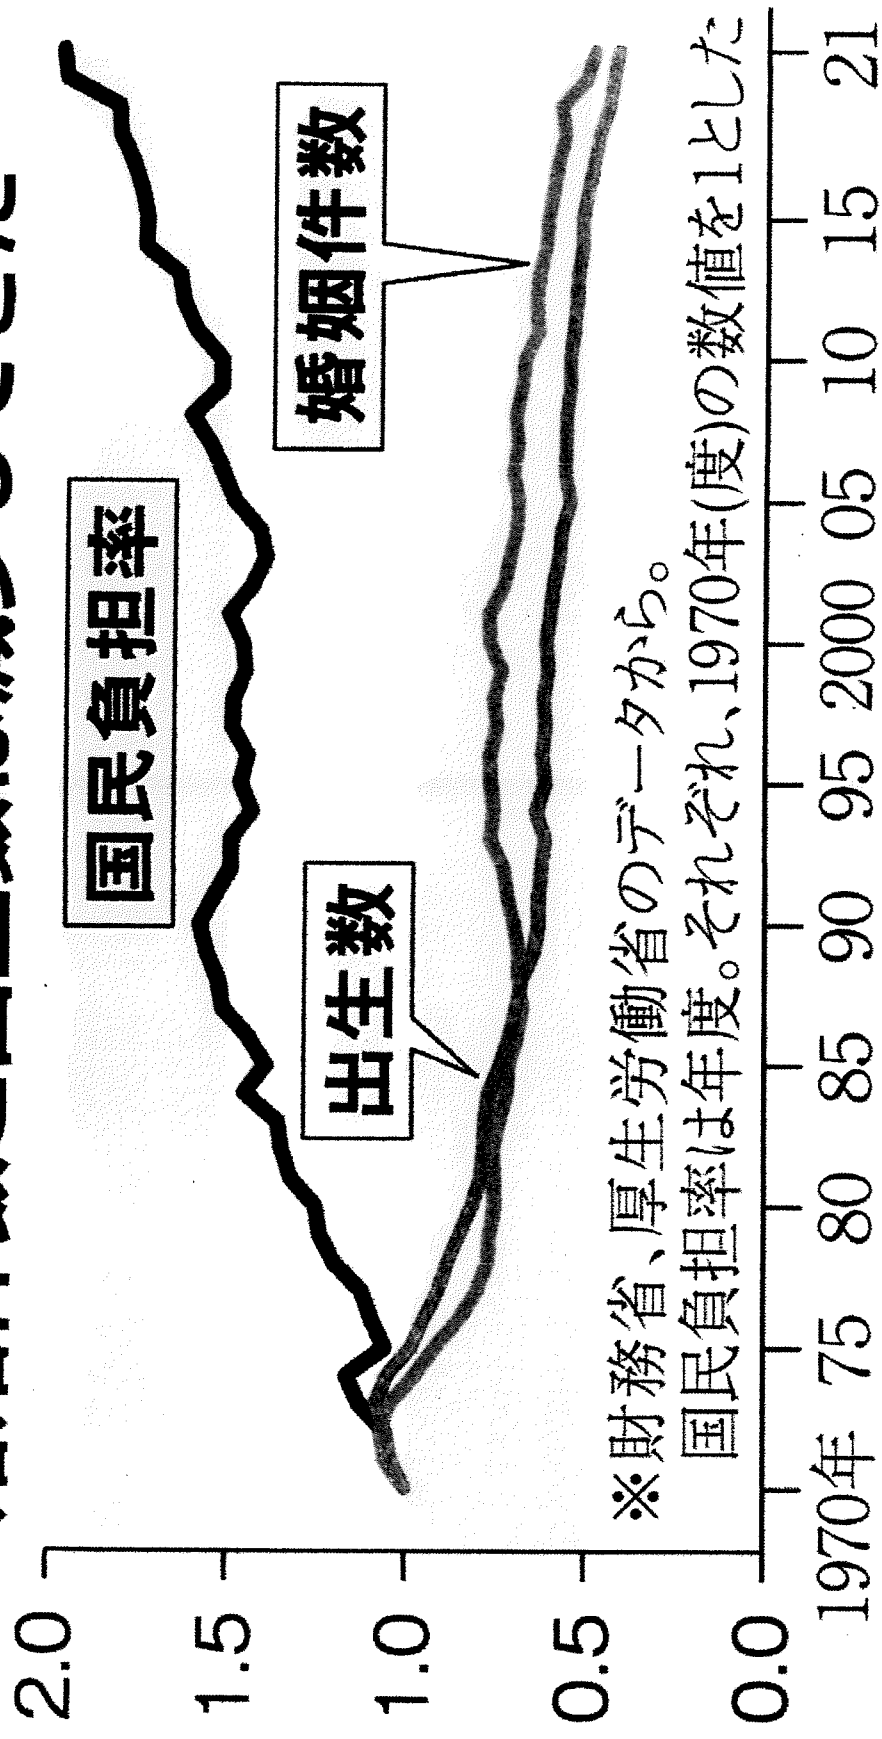 国民負担率
婚姻件数
出生数
※財務省、厚生労働省のデータから。
国民負担率は年度。それぞれ、1970年(度)の数値を1とした
2.0
1.5
1.0
0.5
0.0
1970年 75 80 85 90 95 2000 05 10 15 21